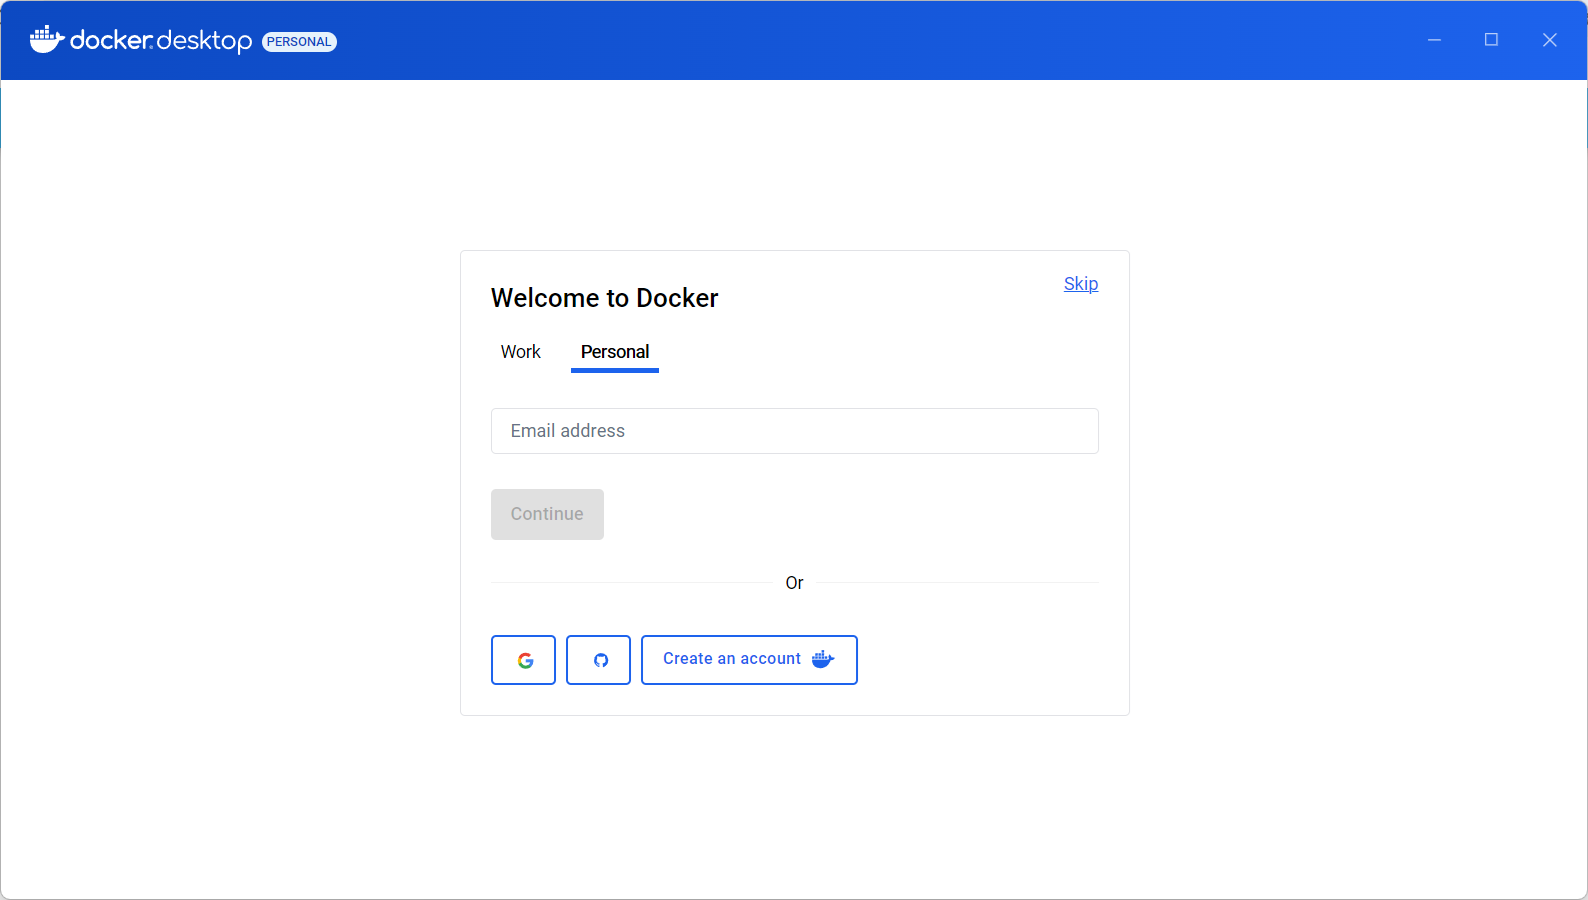 docker desktop PERSONAL
Skip
Welcome to Docker
Work Personal
Email address
Continue
Or
Create an account